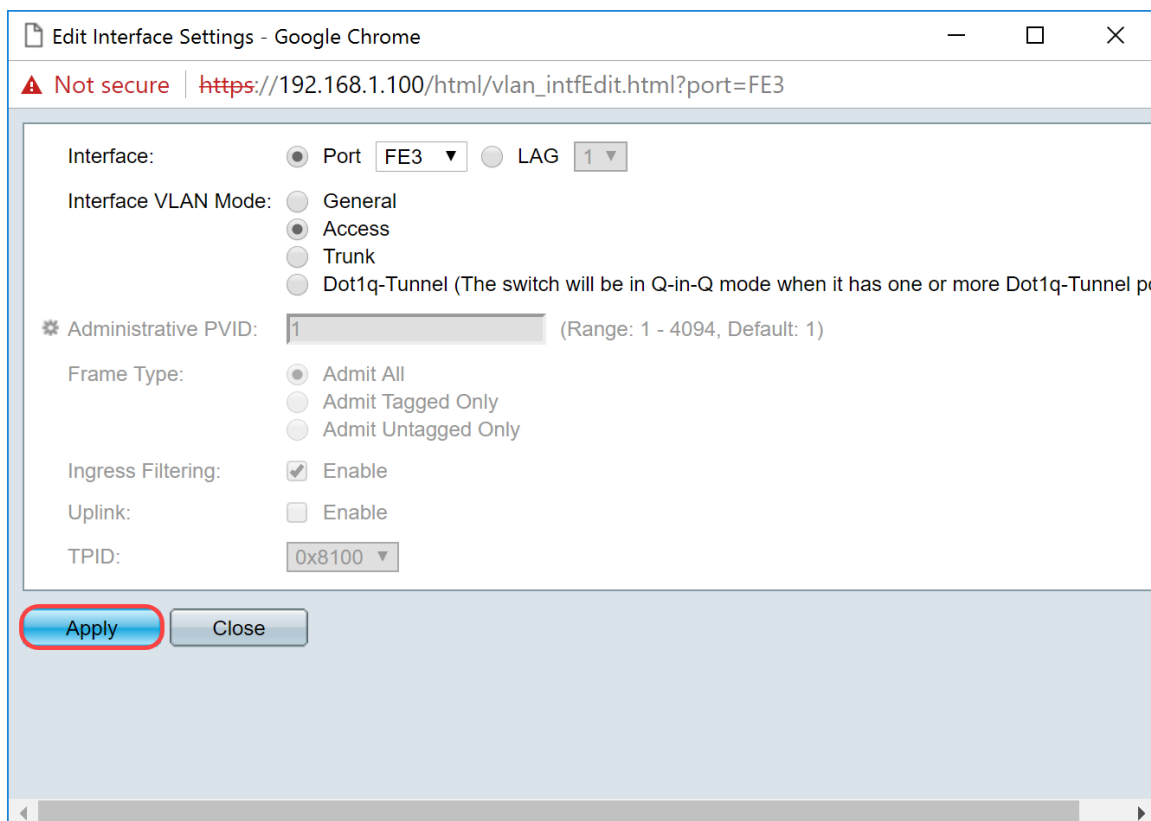 Edit Interface Settings - Google Chrome
Not secure https://192.168.1.100/html/vlan_intfEdit.html?port=FE3
Interface: Port FE3 LAG 1
Interface VLAN Mode: General
Access
Trunk
Dot1q-Tunnel (The switch will be in Q-in-Q mode when it has one or more Dot1q-Tunnel po
Administrative PVID: 1 (Range: 1 - 4094, Default: 1)
Frame Type: Admit All
Admit Tagged Only
Admit Untagged Only
Ingress Filtering: Enable
Uplink: Enable
TPID: 0x8100
Apply Close